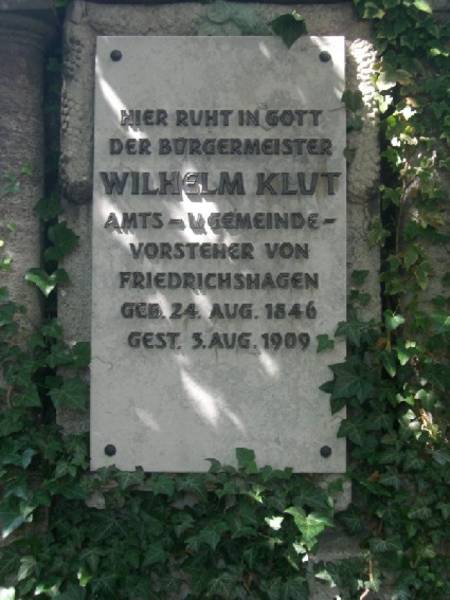 HIER RUHT IN GOTT
DER BÜRGERMEISTER
WILHELM KLUT
AMTS - U. GEMEINDE -
VORSTEHER VON
FRIEDRICHSHAGEN
GEB. 24. AUG. 1846
GEST. 3. AUG. 1909